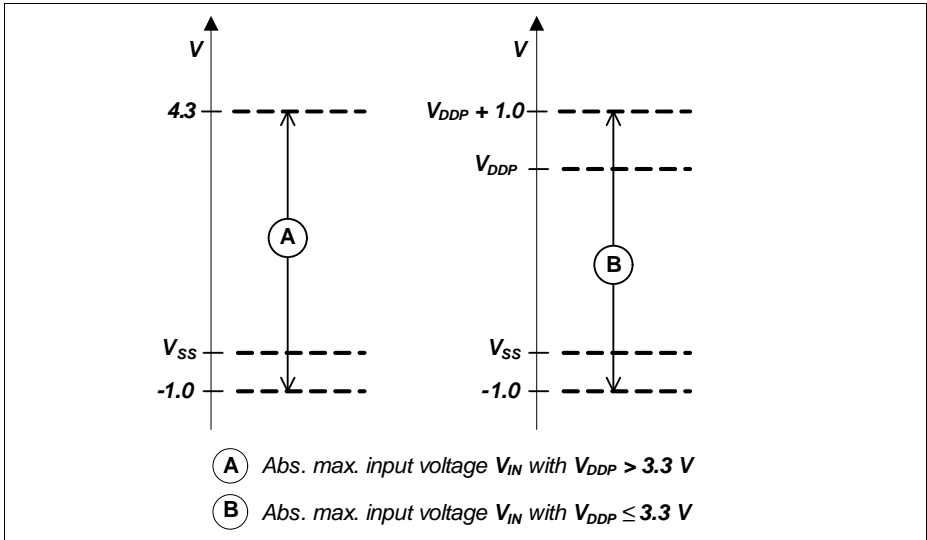 V
4.3
A
V_SS
-1.0
V
V_DDP + 1.0
V_DDP
B
V_SS
-1.0
A Abs. max. input voltage V_IN with V_DDP > 3.3 V
B Abs. max. input voltage V_IN with V_DDP ≤ 3.3 V